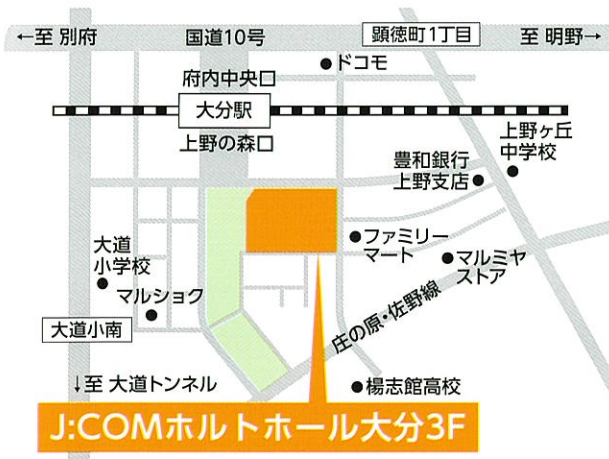 ←至 別府
国道10号
顕徳町1丁目
至 明野→
ドコモ
府内中央口
大分駅
上野の森口
上野ヶ丘
中学校
豊和銀行
上野支店
ファミリー
マート
マルミヤ
ストア
大道
小学校
マルショク
庄の原・佐野線
大道小南
↓至 大道トンネル
楊志館高校
J:COMホルトホール大分3F